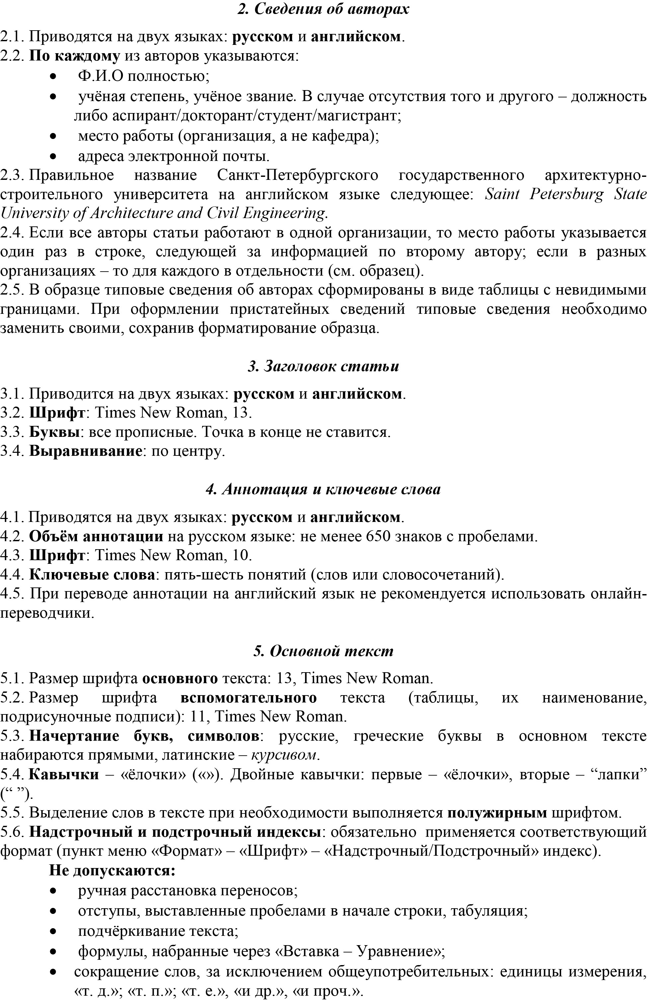 2. Сведения об авторах
2.1. Приводятся на двух языках: русском и английском.
2.2. По каждому из авторов указываются:
• Ф.И.О полностью;
• учёная степень, учёное звание. В случае отсутствия того и другого – должность
либо аспирант/докторант/студент/магистрант;
• место работы (организация, а не кафедра);
• адреса электронной почты.
2.3. Правильное название Санкт-Петербургского государственного архитектурно-
строительного университета на английском языке следующее: Saint Petersburg State
University of Architecture and Civil Engineering.
2.4. Если все авторы статьи работают в одной организации, то место работы указывается
один раз в строке, следующей за информацией по второму автору; если в разных
организациях – то для каждого в отдельности (см. образец).
2.5. В образце типовые сведения об авторах сформированы в виде таблицы с невидимыми
границами. При оформлении пристатейных сведений типовые сведения необходимо
заменить своими, сохранив форматирование образца.
3. Заголовок статьи
3.1. Приводится на двух языках: русском и английском.
3.2. Шрифт: Times New Roman, 13.
3.3. Буквы: все прописные. Точка в конце не ставится.
3.4. Выравнивание: по центру.
4. Аннотация и ключевые слова
4.1. Приводятся на двух языках: русском и английском.
4.2. Объём аннотации на русском языке: не менее 650 знаков с пробелами.
4.3. Шрифт: Times New Roman, 10.
4.4. Ключевые слова: пять-шесть понятий (слов или словосочетаний).
4.5. При переводе аннотации на английский язык не рекомендуется использовать онлайн-
переводчики.
5. Основной текст
5.1. Размер шрифта основного текста: 13, Times New Roman.
5.2. Размер шрифта вспомогательного текста (таблицы, их наименование,
подрисуночные подписи): 11, Times New Roman.
5.3. Начертание букв, символов: русские, греческие буквы в основном тексте
набираются прямыми, латинские – курсивом.
5.4. Кавычки – «ёлочки» («»). Двойные кавычки: первые – «ёлочки», вторые – “лапки”
(“ ”).
5.5. Выделение слов в тексте при необходимости выполняется полужирным шрифтом.
5.6. Надстрочный и подстрочный индексы: обязательно применяется соответствующий
формат (пункт меню «Формат» – «Шрифт» – «Надстрочный/Подстрочный» индекс).
Не допускаются:
• ручная расстановка переносов;
• отступы, выставленные пробелами в начале строки, табуляция;
• подчёркивание текста;
• формулы, набранные через «Вставка – Уравнение»;
• сокращение слов, за исключением общеупотребительных: единицы измерения,
«т. д.»; «т. п.»; «т. е.», «и др.», «и проч.».